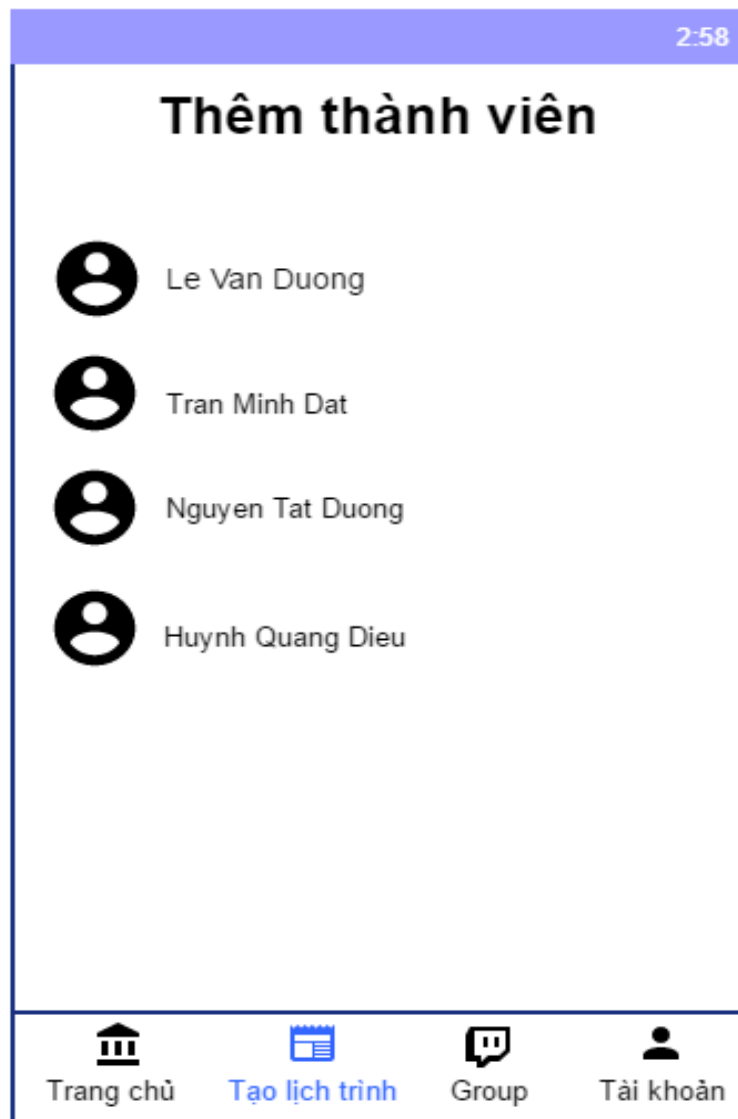 2:58
Thêm thành viên
Le Van Duong
Tran Minh Dat
Nguyen Tat Duong
Huynh Quang Dieu
Trang chủ Tạo lịch trình Group Tài khoản